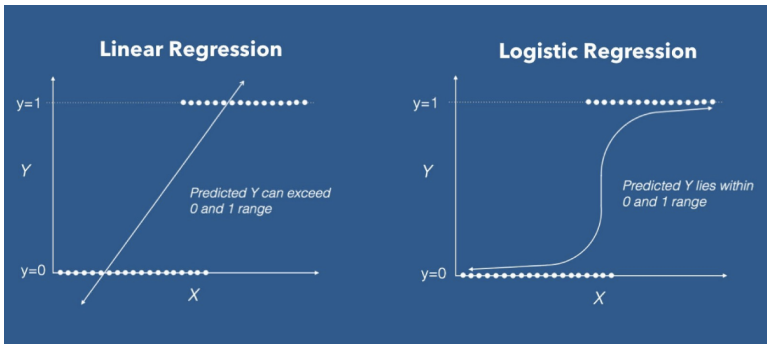 Linear Regression
y=1
Y
Predicted Y can exceed
0 and 1 range
y=0
X
Logistic Regression
y=1
Y
Predicted Y lies within
0 and 1 range
y=0
X